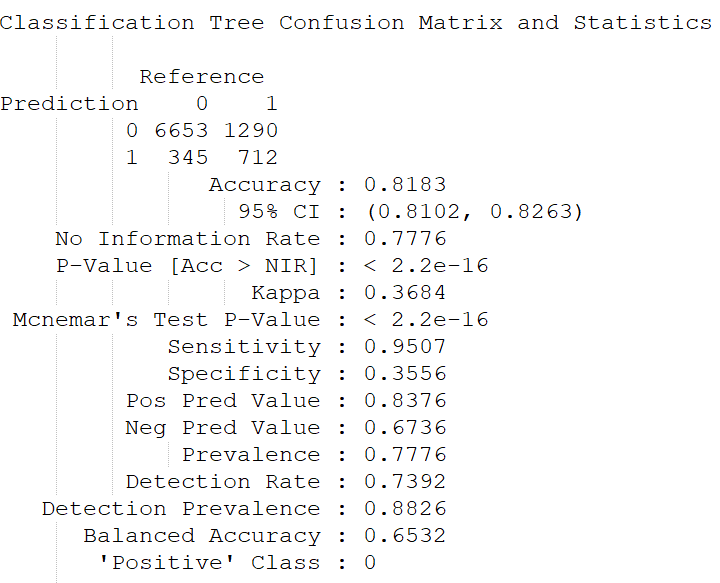 Classification Tree Confusion Matrix and Statistics
Reference
Prediction 0 1
0 6653 1290
1 345 712
Accuracy : 0.8183
95% CI : (0.8102, 0.8263)
No Information Rate : 0.7776
P-Value [Acc > NIR] : < 2.2e-16
Kappa : 0.3684
Mcnemar's Test P-Value : < 2.2e-16
Sensitivity : 0.9507
Specificity : 0.3556
Pos Pred Value : 0.8376
Neg Pred Value : 0.6736
Prevalence : 0.7776
Detection Rate : 0.7392
Detection Prevalence : 0.8826
Balanced Accuracy : 0.6532
'Positive' Class : 0